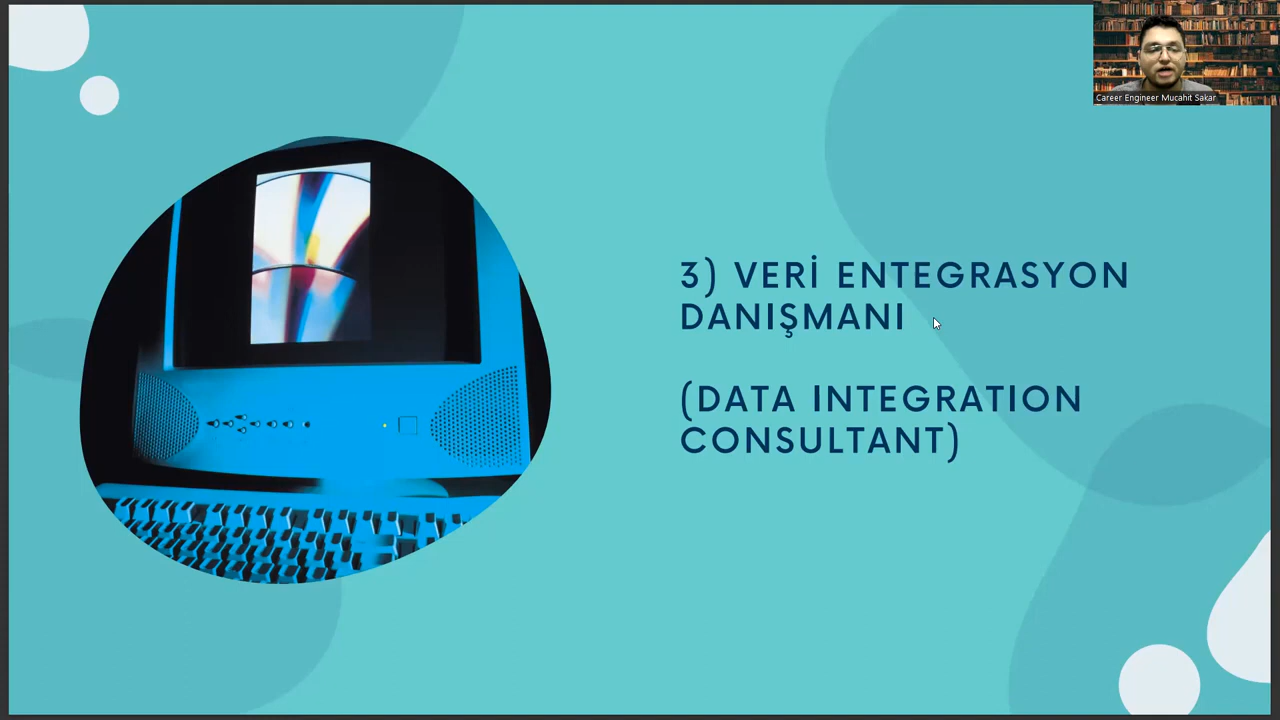 Career Engineer Mucahit Sakar
3) VERİ ENTEGRASYON
DANIŞMANI
(DATA INTEGRATION
CONSULTANT)